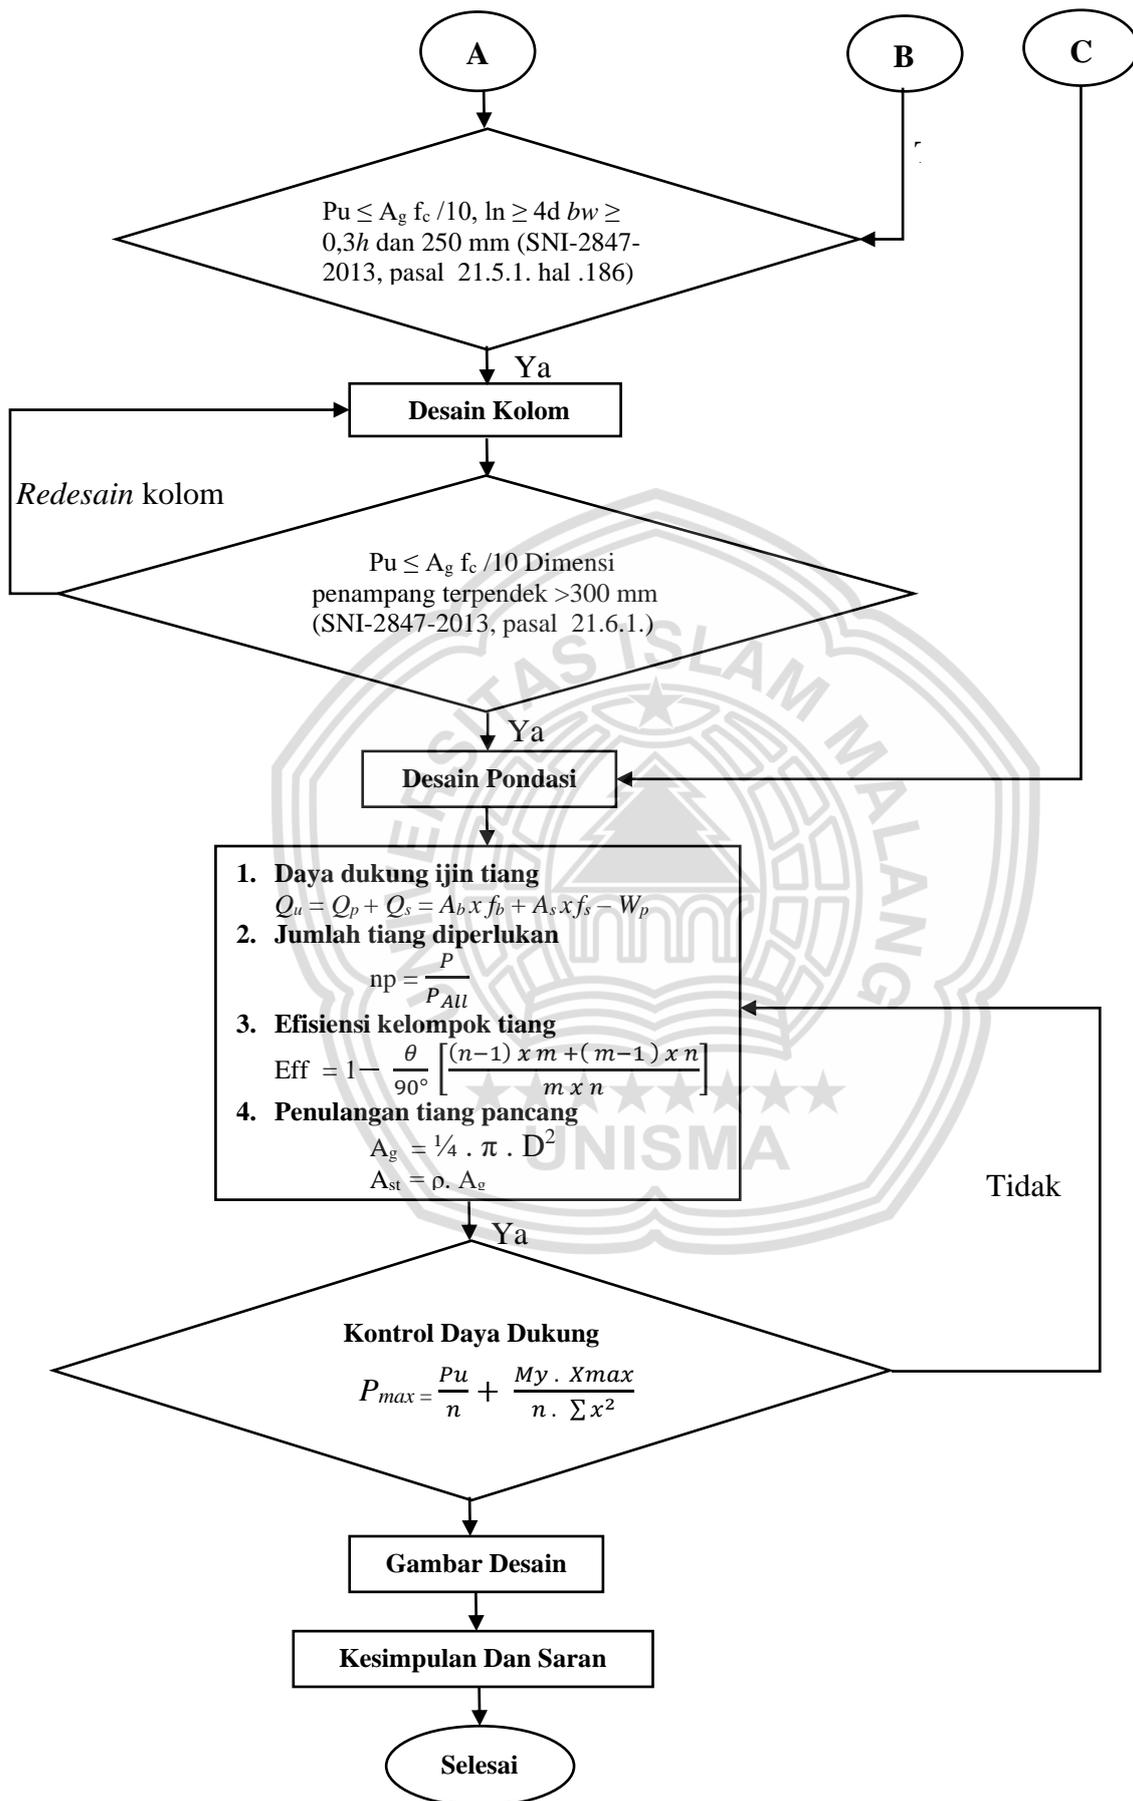 A
B
C
Pu ≤ Ag fc /10, ln ≥ 4d bw ≥
0,3h dan 250 mm (SNI-2847-
2013, pasal 21.5.1. hal .186)
Ya
Desain Kolom
Redesain kolom
Pu ≤ Ag fc /10 Dimensi
penampang terpendek >300 mm
(SNI-2847-2013, pasal 21.6.1.)
Ya
Desain Pondasi
1. Daya dukung ijin tiang
Qu = Qp + Qs = Ab x fb + As x fs – Wp
2. Jumlah tiang diperlukan
np = P / PAll
3. Efisiensi kelompok tiang
Eff = 1− θ/90° [((n−1) x m + ( m−1 ) x n) / (m x n)]
4. Penulangan tiang pancang
Ag = ¼ . π . D²
Ast = ρ. Ag
Tidak
Ya
Kontrol Daya Dukung
Pmax = Pu/n + (My . Xmax) / (n . ∑x²)
Gambar Desain
Kesimpulan Dan Saran
Selesai
UNIVERSITAS ISLAM MALANG
UNISMA